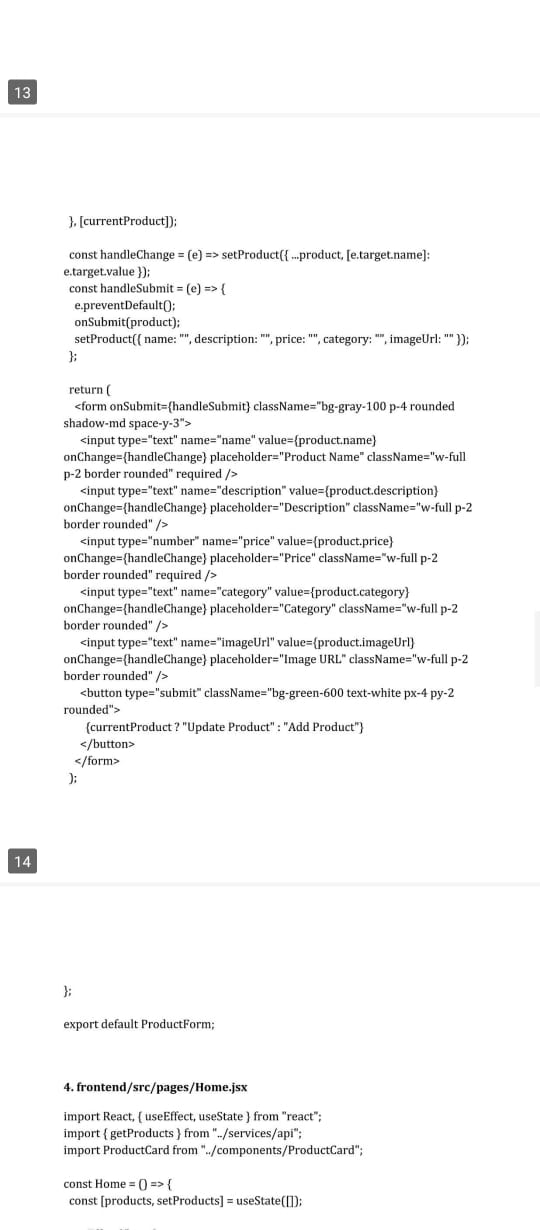 13
}, [currentProduct]);
const handleChange = (e) => setProduct({ ...product, [e.target.name]:
e.target.value });
const handleSubmit = (e) => {
e.preventDefault();
onSubmit(product);
setProduct({ name: "", description: "", price: "", category: "", imageUrl: "" });
};
return (
<form onSubmit={handleSubmit} className="bg-gray-100 p-4 rounded
shadow-md space-y-3">
<input type="text" name="name" value={product.name}
onChange={handleChange} placeholder="Product Name" className="w-full
p-2 border rounded" required />
<input type="text" name="description" value={product.description}
onChange={handleChange} placeholder="Description" className="w-full p-2
border rounded" />
<input type="number" name="price" value={product.price}
onChange={handleChange} placeholder="Price" className="w-full p-2
border rounded" required />
<input type="text" name="category" value={product.category}
onChange={handleChange} placeholder="Category" className="w-full p-2
border rounded" />
<input type="text" name="imageUrl" value={product.imageUrl}
onChange={handleChange} placeholder="Image URL" className="w-full p-2
border rounded" />
<button type="submit" className="bg-green-600 text-white px-4 py-2
rounded">
{currentProduct ? "Update Product" : "Add Product"}
</button>
</form>
);
14
};
export default ProductForm;
4. frontend/src/pages/Home.jsx
import React, { useEffect, useState } from "react";
import { getProducts } from "../services/api";
import ProductCard from "../components/ProductCard";
const Home = () => {
const [products, setProducts] = useState([]);